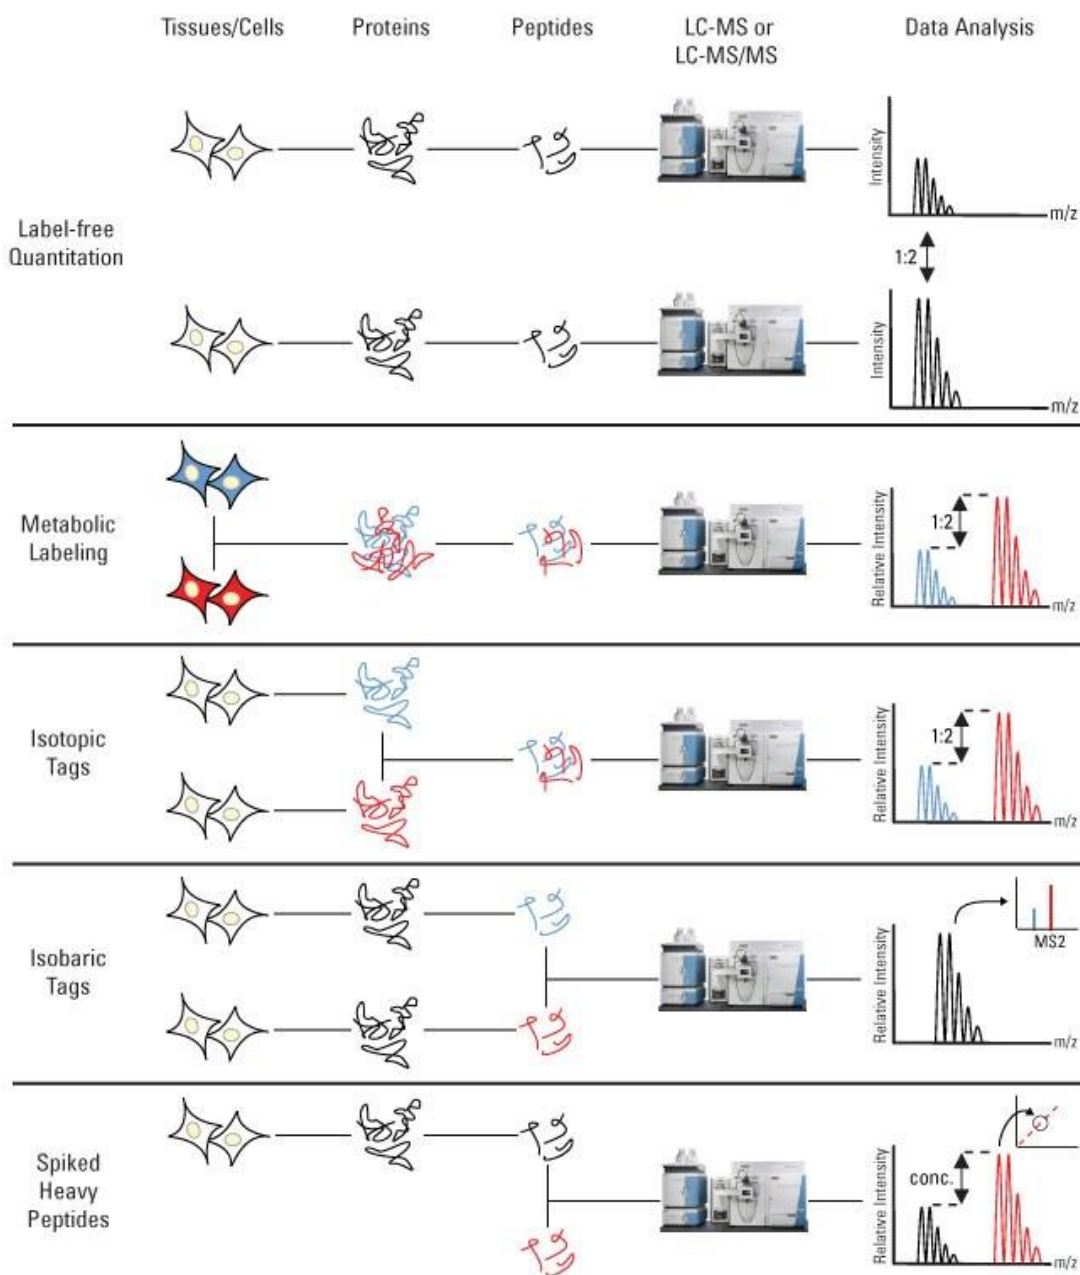 Tissues/Cells
Proteins
Peptides
LC-MS or
LC-MS/MS
Data Analysis
Label-free
Quantitation
Intensity
m/z
1:2
Intensity
m/z
Metabolic
Labeling
Relative Intensity
1:2
m/z
Isotopic
Tags
Relative Intensity
1:2
m/z
Isobaric
Tags
Relative Intensity
MS2
m/z
Spiked
Heavy
Peptides
Relative Intensity
conc.
m/z